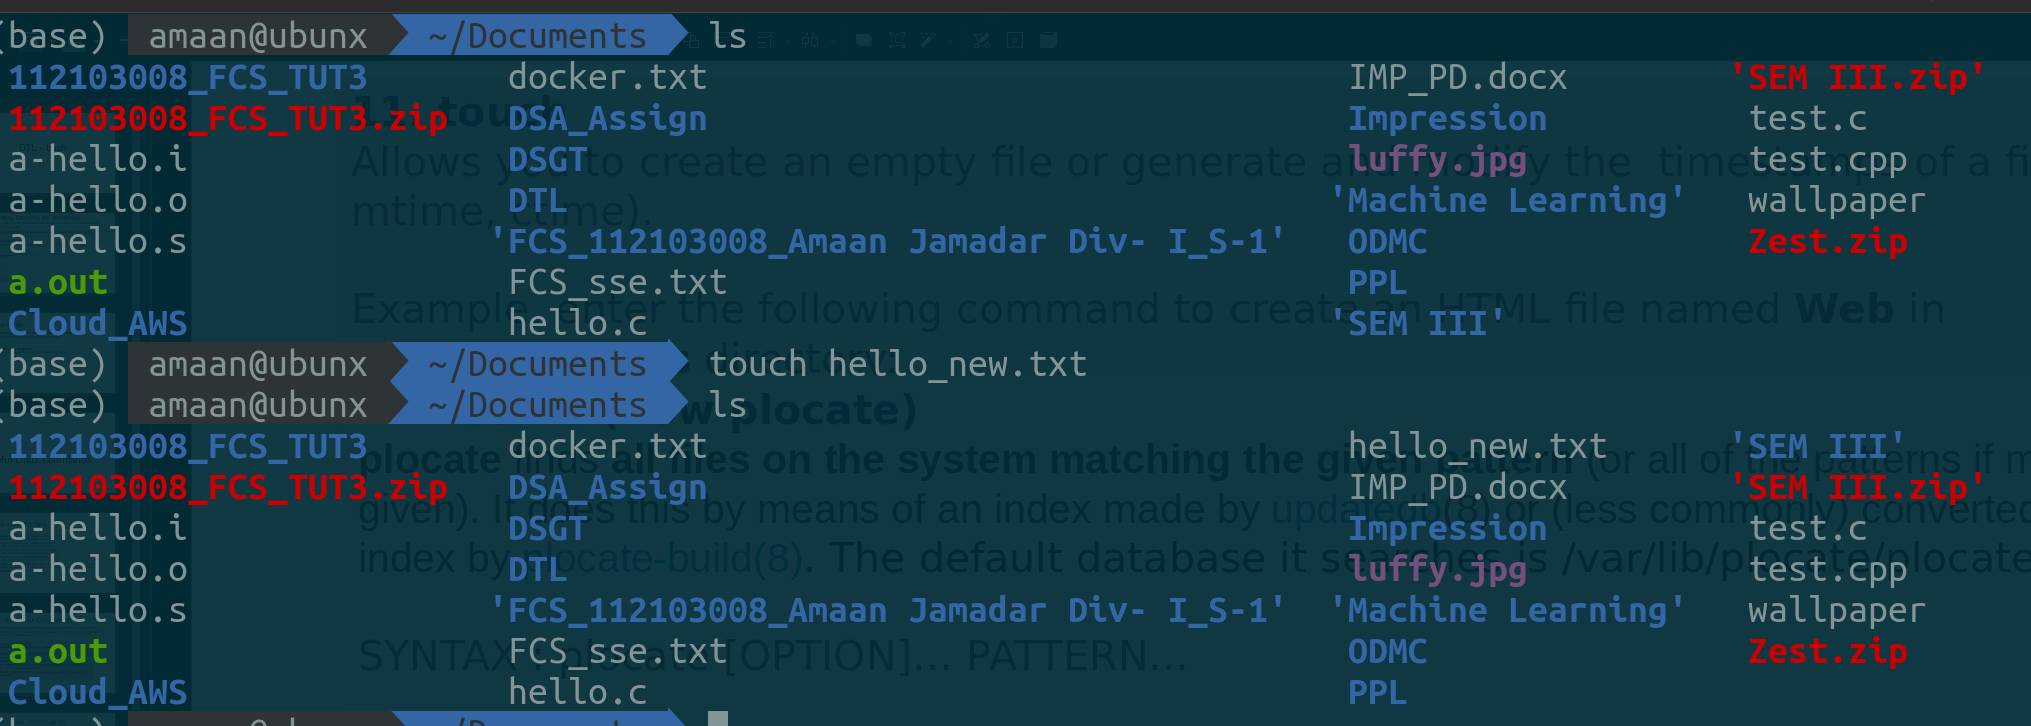 (base) amaan@ubunx ~/Documents ls
112103008_FCS_TUT3 docker.txt IMP_PD.docx 'SEM III.zip'
112103008_FCS_TUT3.zip DSA_Assign Impression test.c
a-hello.i DSGT luffy.jpg test.cpp
a-hello.o DTL 'Machine Learning' wallpaper
a-hello.s 'FCS_112103008_Amaan Jamadar Div- I_S-1' ODMC Zest.zip
a.out FCS_sse.txt PPL
Cloud_AWS hello.c 'SEM III'
(base) amaan@ubunx ~/Documents touch hello_new.txt
(base) amaan@ubunx ~/Documents ls
112103008_FCS_TUT3 docker.txt hello_new.txt 'SEM III'
112103008_FCS_TUT3.zip DSA_Assign IMP_PD.docx 'SEM III.zip'
a-hello.i DSGT Impression test.c
a-hello.o DTL luffy.jpg test.cpp
a-hello.s 'FCS_112103008_Amaan Jamadar Div- I_S-1' 'Machine Learning' wallpaper
a.out FCS_sse.txt ODMC Zest.zip
Cloud_AWS hello.c PPL
11. touch
Allows you to create an empty file or generate and modify the timestamps of a
mtime, ctime).
Example, enter the following command to create an HTML file named Web in
directory:
plocate)
plocate finds all files on the system matching the given pattern (or all of the patterns if
given). It does this by means of an index made by updatedb(8) or (less commonly) converted
index by plocate-build(8). The default database it searches is /var/lib/plocate/plocate
SYNTAX : plocate [OPTION]... PATTERN...